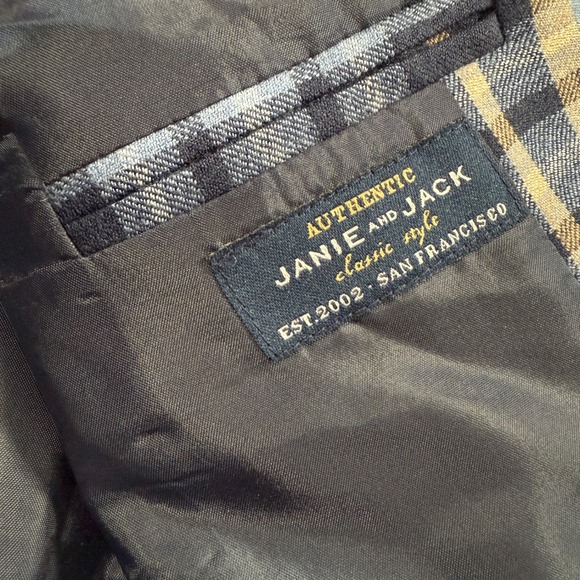 AUTHENTIC
JANIE AND JACK
classic style
EST. 2002 · SAN FRANCISCO